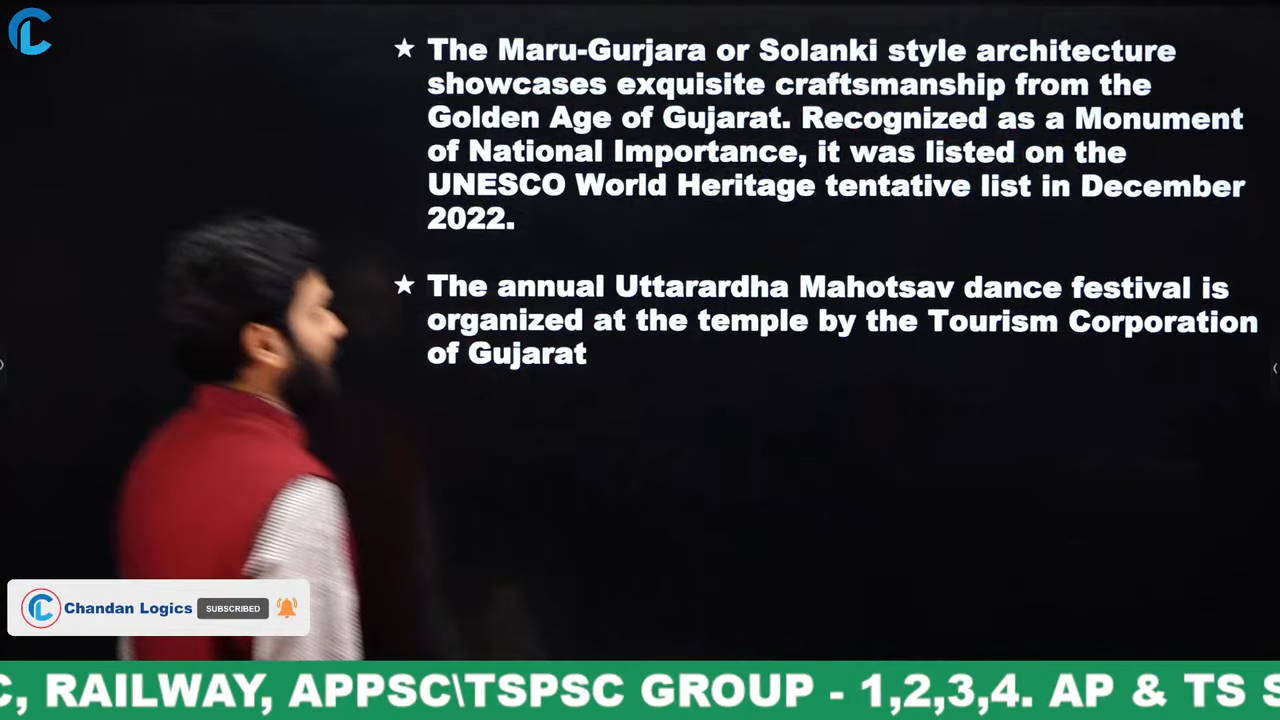 ★ The Maru-Gurjara or Solanki style architecture
showcases exquisite craftsmanship from the
Golden Age of Gujarat. Recognized as a Monument
of National Importance, it was listed on the
UNESCO World Heritage tentative list in December
2022.
★ The annual Uttarardha Mahotsav dance festival is
organized at the temple by the Tourism Corporation
of Gujarat
Chandan Logics SUBSCRIBED
C, RAILWAY, APPSC\TSPSC GROUP - 1,2,3,4. AP & TS S